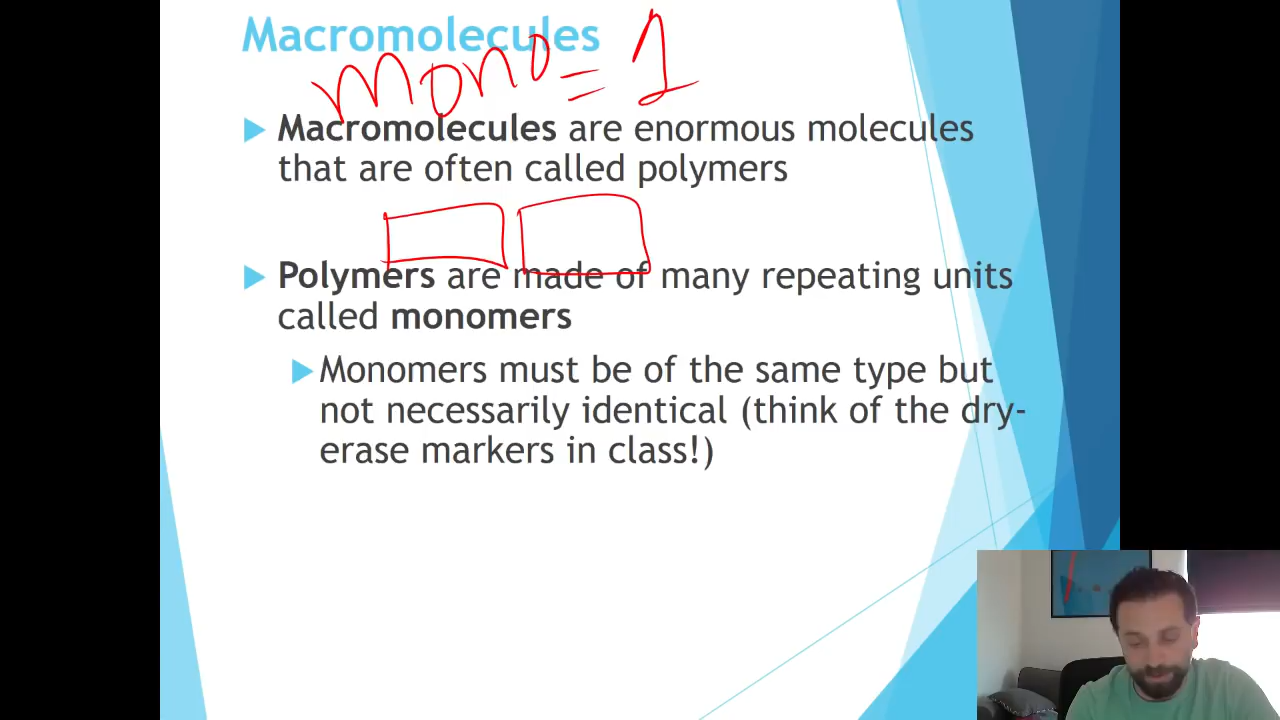 Macromolecules
mono = 1
Macromolecules are enormous molecules
that are often called polymers
Polymers are made of many repeating units
called monomers
Monomers must be of the same type but
not necessarily identical (think of the dry-
erase markers in class!)